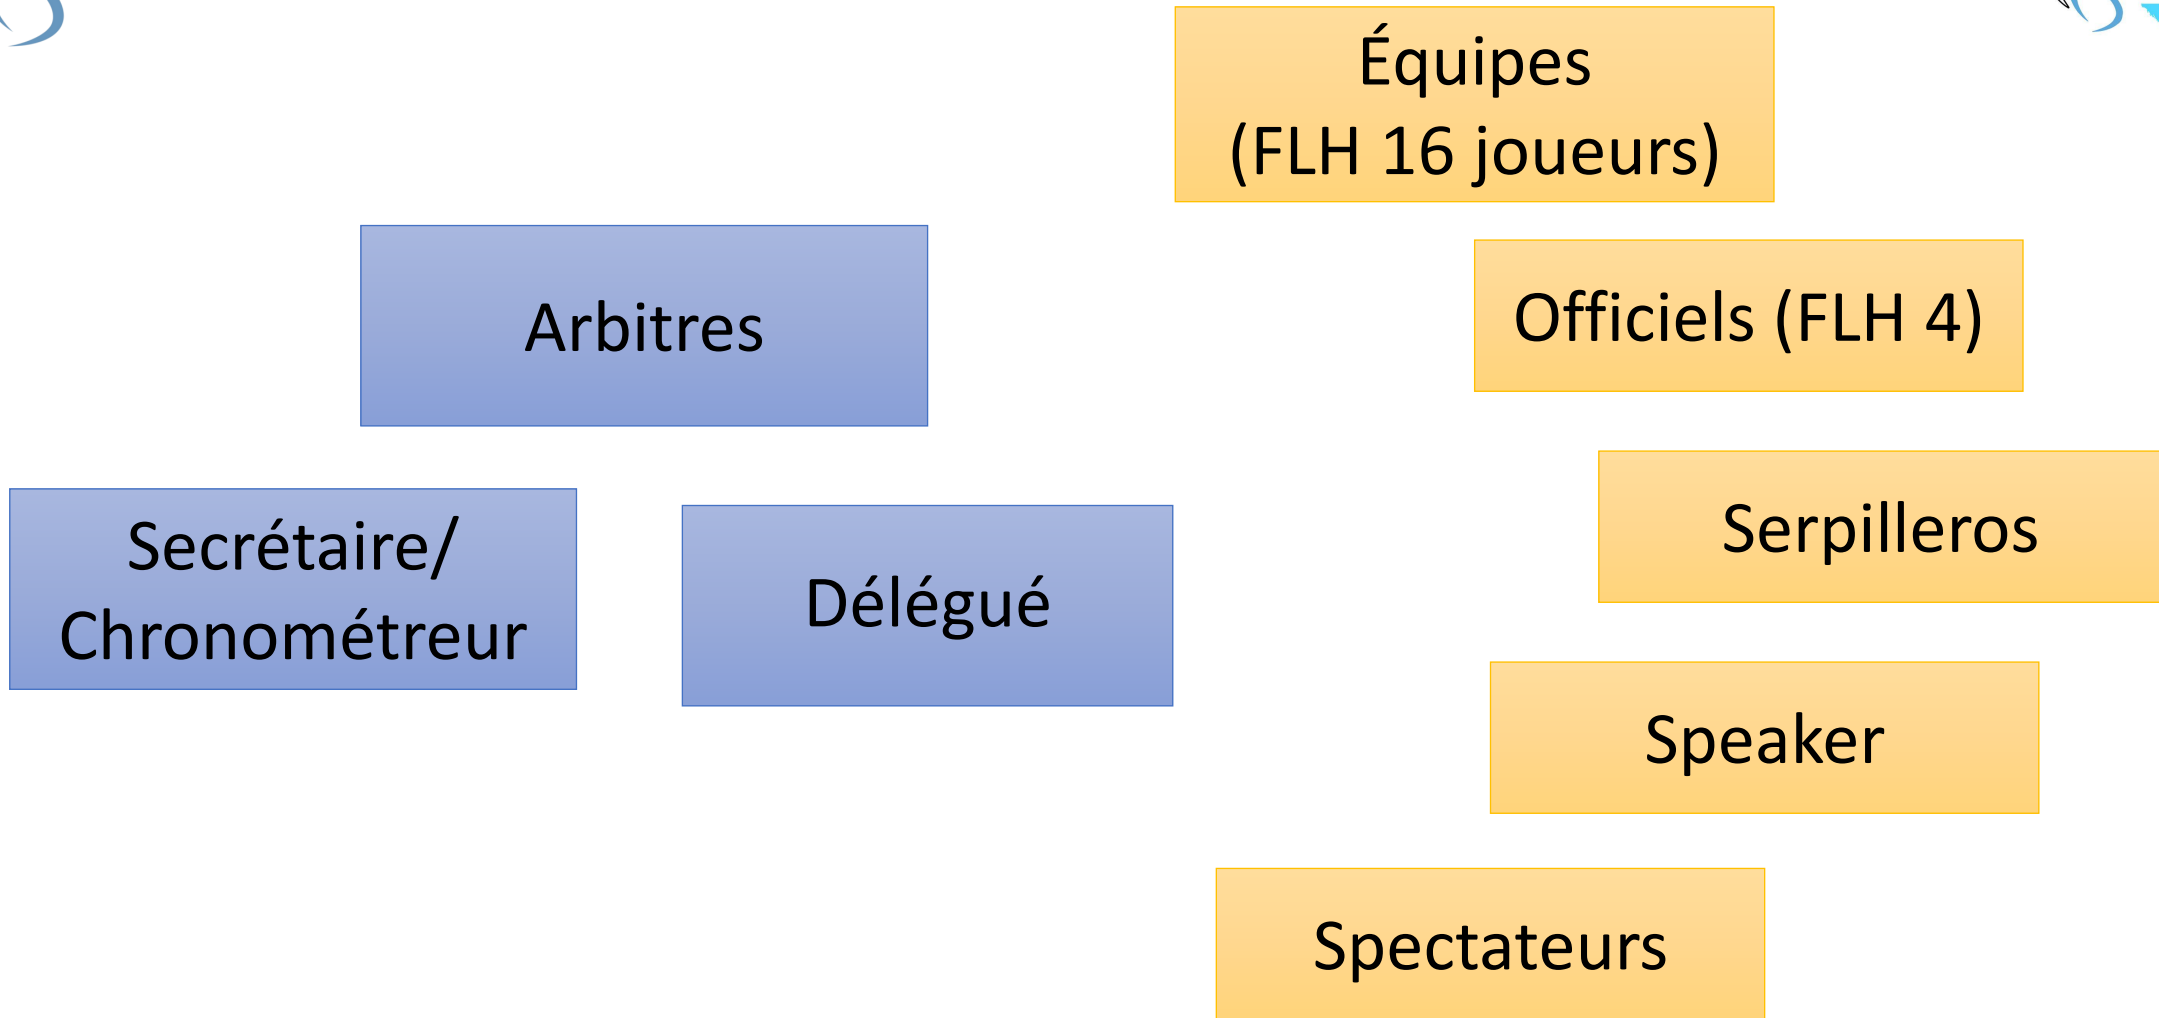 Équipes
(FLH 16 joueurs)
Arbitres
Officiels (FLH 4)
Secrétaire/
Chronométreur
Délégué
Serpilleros
Speaker
Spectateurs